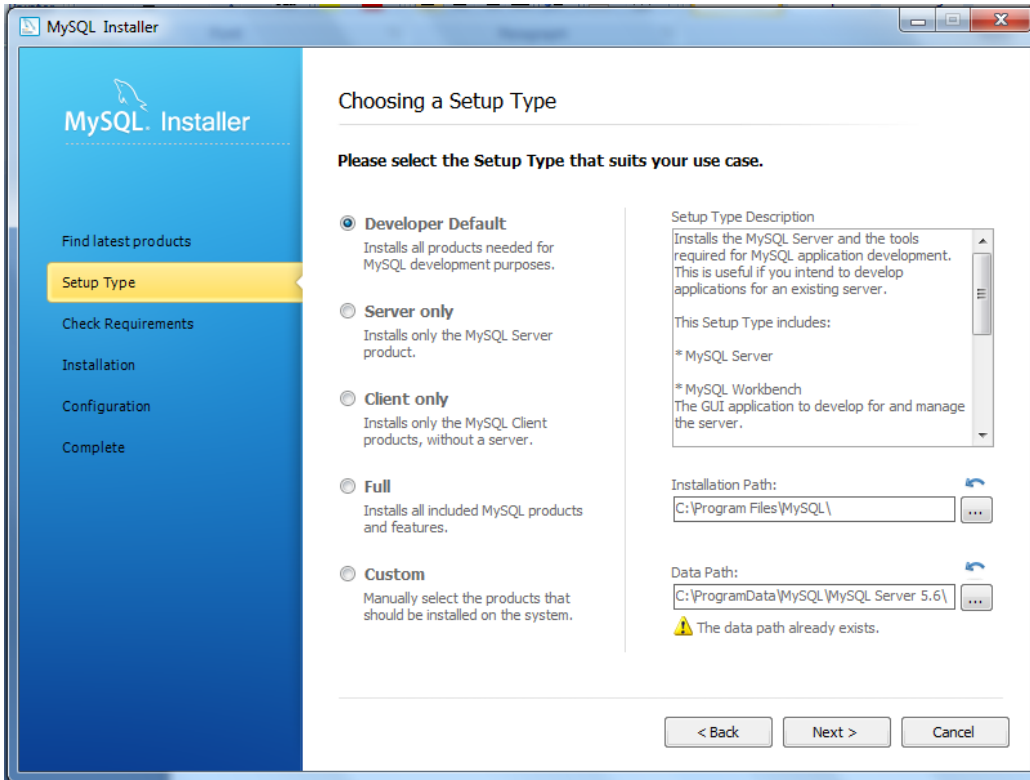 MySQL Installer
MySQL. Installer
Find latest products
Setup Type
Check Requirements
Installation
Configuration
Complete
Choosing a Setup Type
Please select the Setup Type that suits your use case.
Developer Default
Installs all products needed for
MySQL development purposes.
Server only
Installs only the MySQL Server
product.
Client only
Installs only the MySQL Client
products, without a server.
Full
Installs all included MySQL products
and features.
Custom
Manually select the products that
should be installed on the system.
Setup Type Description
Installs the MySQL Server and the tools
required for MySQL application development.
This is useful if you intend to develop
applications for an existing server.
This Setup Type includes:
* MySQL Server
* MySQL Workbench
The GUI application to develop for and manage
the server.
Installation Path:
C:\Program Files\MySQL\
...
Data Path:
C:\ProgramData\MySQL\MySQL Server 5.6\
...
The data path already exists.
< Back
Next >
Cancel